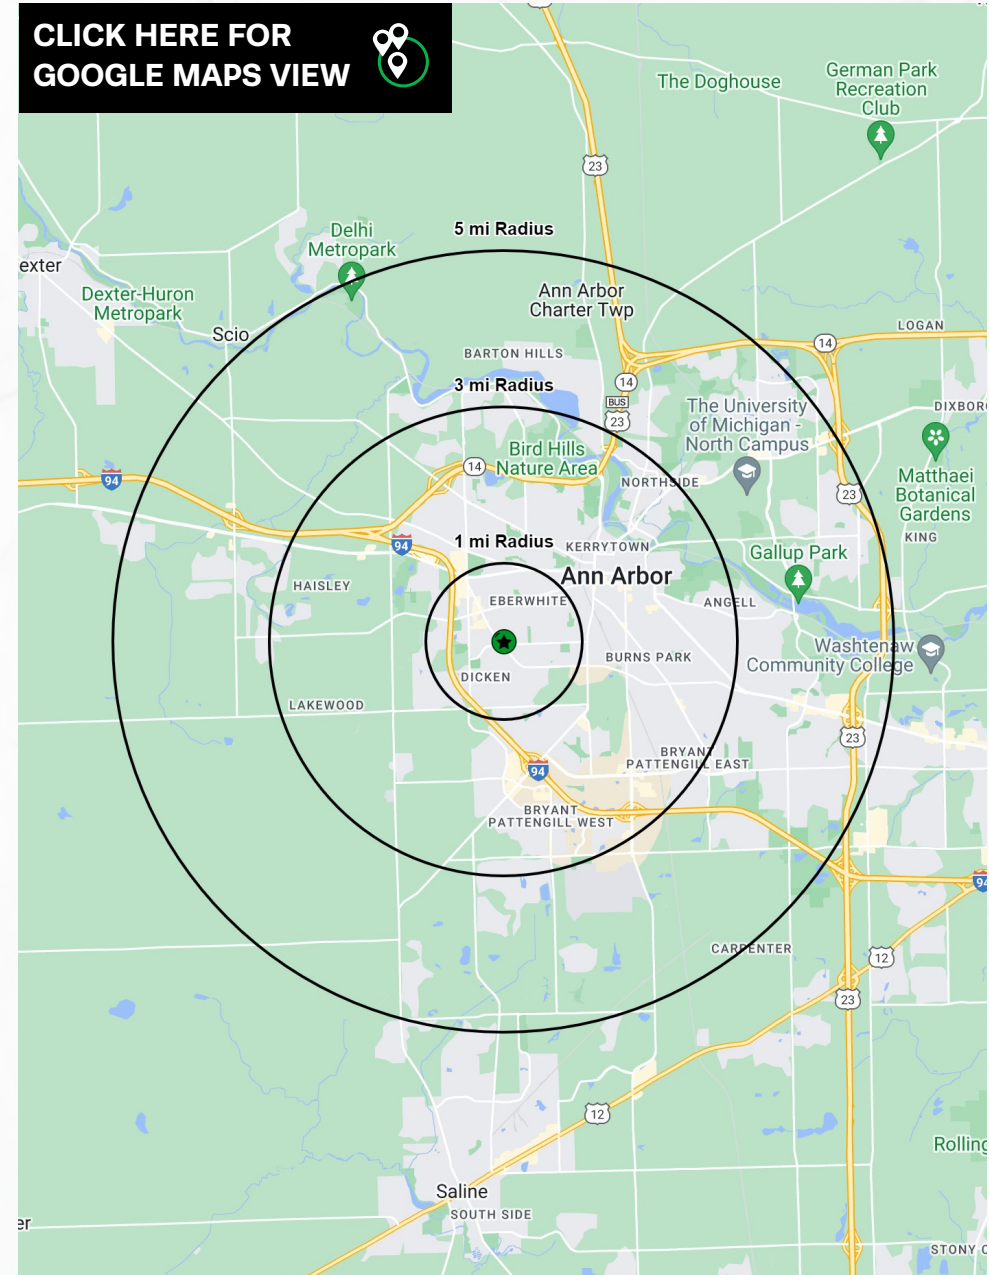 CLICK HERE FOR
GOOGLE MAPS VIEW
The Doghouse
German Park
Recreation
Club
23
Delhi
Metropark
5 mi Radius
exter
Dexter-Huron
Metropark
Ann Arbor
Charter Twp
Scio
LOGAN
14
BARTON HILLS
3 mi Radius
14
BUS
23
The University
of Michigan -
North Campus
DIXBORO
Bird Hills
Nature Area
14
94
NORTHSIDE
23
Matthaei
Botanical
Gardens
KING
94
1 mi Radius
KERRYTOWN
Gallup Park
Ann Arbor
HAISLEY
EBERWHITE
ANGELL
BURNS PARK
Washtenaw
Community College
DICKEN
LAKEWOOD
23
BRYANT
PATTENGILL EAST
94
BRYANT
PATTENGILL WEST
94
CARPENTER
12
23
12
Rolling
Saline
SOUTH SIDE
er
STONY C